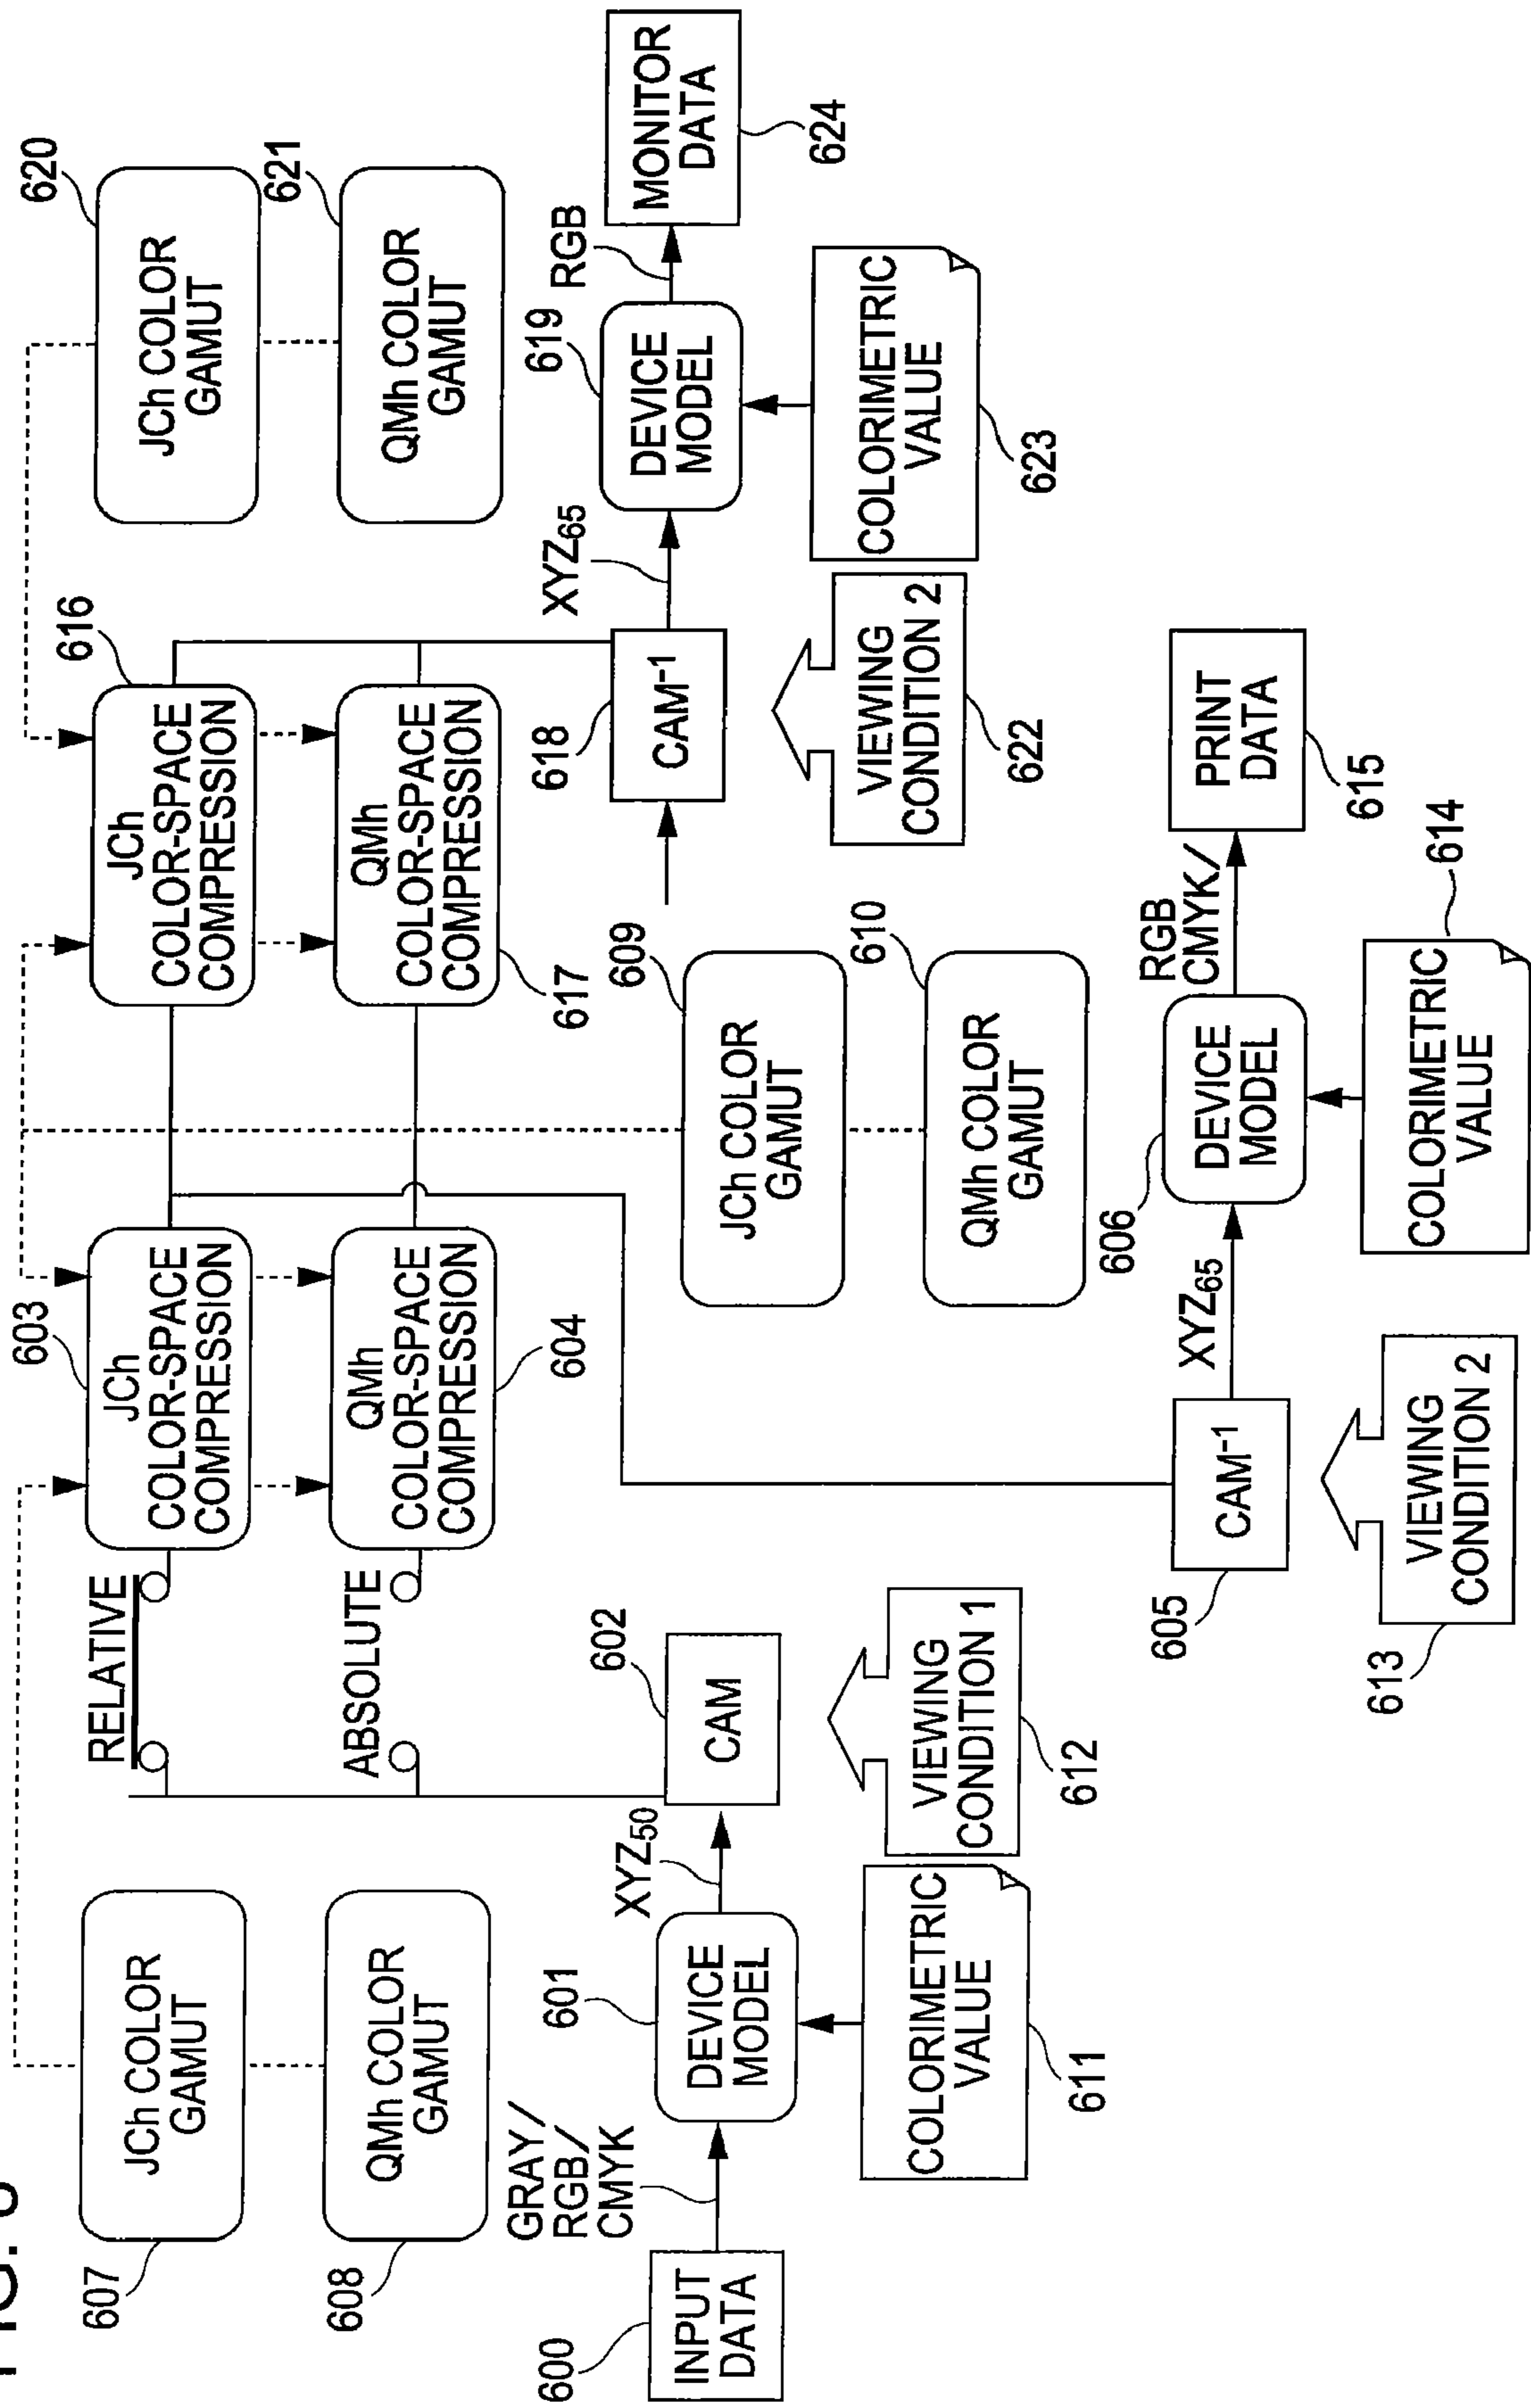 607
JCh COLOR
GAMUT
608
QMh COLOR
GAMUT
600
INPUT
DATA
GRAY/
RGB/
CMYK
601
DEVICE
MODEL
COLORIMETRIC
VALUE
611
XYZ50
RELATIVE
ABSOLUTE
602
CAM
VIEWING
CONDITION 1
612
603
JCh
COLOR-SPACE
COMPRESSION
QMh
COLOR-SPACE
COMPRESSION
604
609
JCh COLOR
GAMUT
610
QMh COLOR
GAMUT
605
CAM-1
VIEWING
CONDITION 2
613
XYZ65
606
DEVICE
MODEL
COLORIMETRIC
VALUE
614
RGB
CMYK/
PRINT
DATA
615
616
JCh
COLOR-SPACE
COMPRESSION
QMh
COLOR-SPACE
COMPRESSION
617
618
CAM-1
VIEWING
CONDITION 2
622
XYZ65
620
JCh COLOR
GAMUT
621
QMh COLOR
GAMUT
619
DEVICE
MODEL
COLORIMETRIC
VALUE
623
RGB
MONITOR
DATA
624